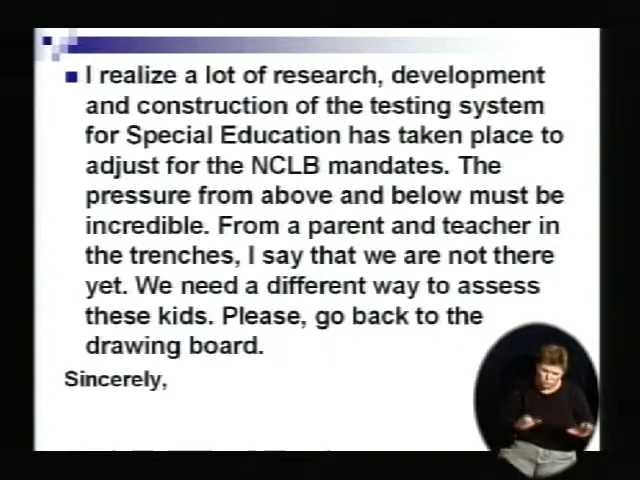 I realize a lot of research, development
and construction of the testing system
for Special Education has taken place to
adjust for the NCLB mandates. The
pressure from above and below must be
incredible. From a parent and teacher in
the trenches, I say that we are not there
yet. We need a different way to assess
these kids. Please, go back to the
drawing board.
Sincerely,